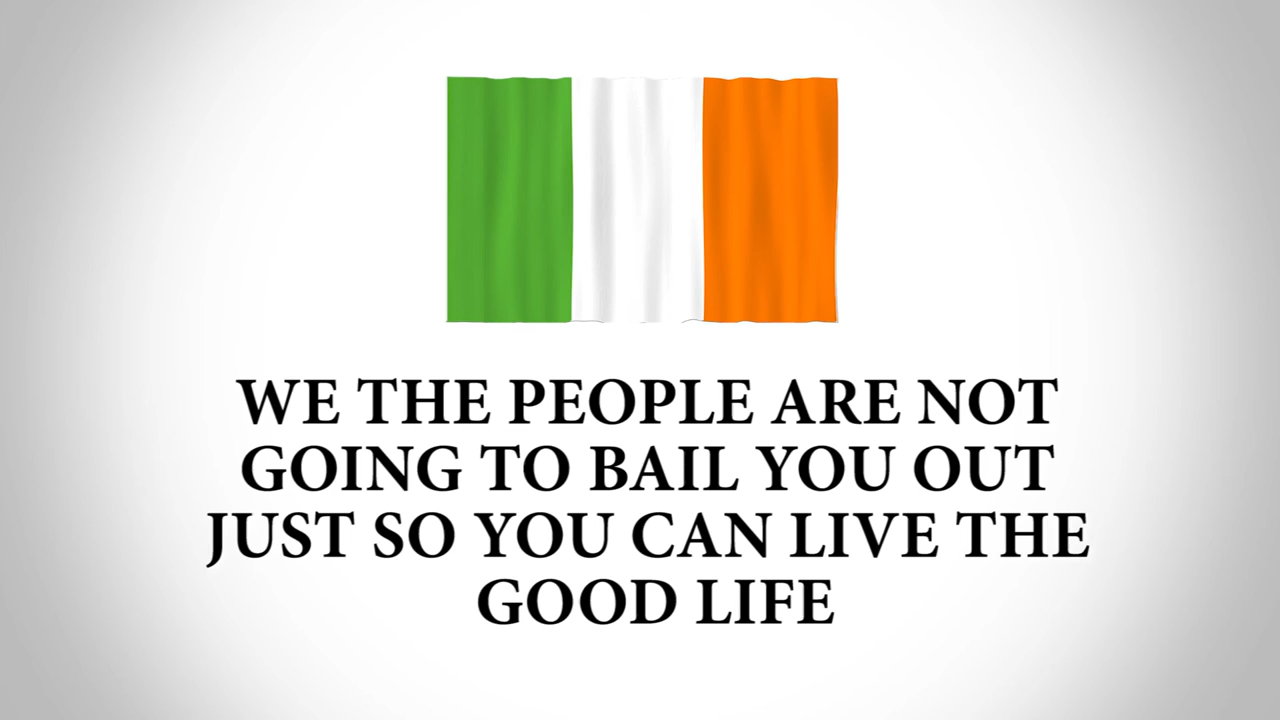 WE THE PEOPLE ARE NOT
GOING TO BAIL YOU OUT
JUST SO YOU CAN LIVE THE
GOOD LIFE